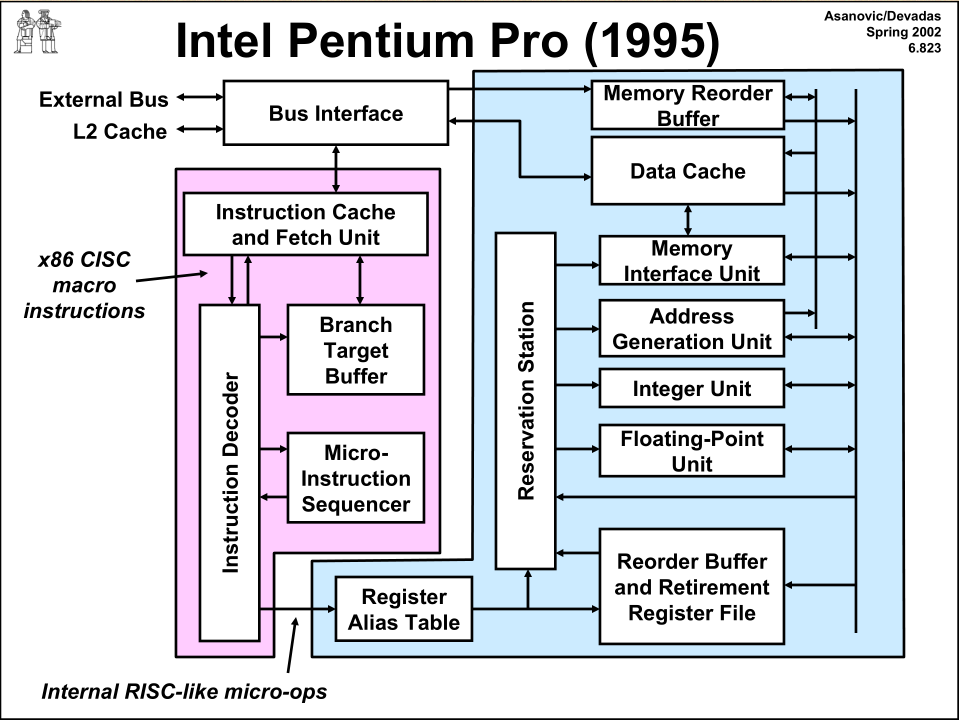 Intel Pentium Pro (1995)
Asanovic/Devadas
Spring 2002
6.823
External Bus
L2 Cache
Bus Interface
Memory Reorder
Buffer
Data Cache
Instruction Cache
and Fetch Unit
x86 CISC
macro
instructions
Memory
Interface Unit
Branch
Target
Buffer
Address
Generation Unit
Reservation Station
Integer Unit
Instruction Decoder
Micro-
Instruction
Sequencer
Floating-Point
Unit
Register
Alias Table
Reorder Buffer
and Retirement
Register File
Internal RISC-like micro-ops